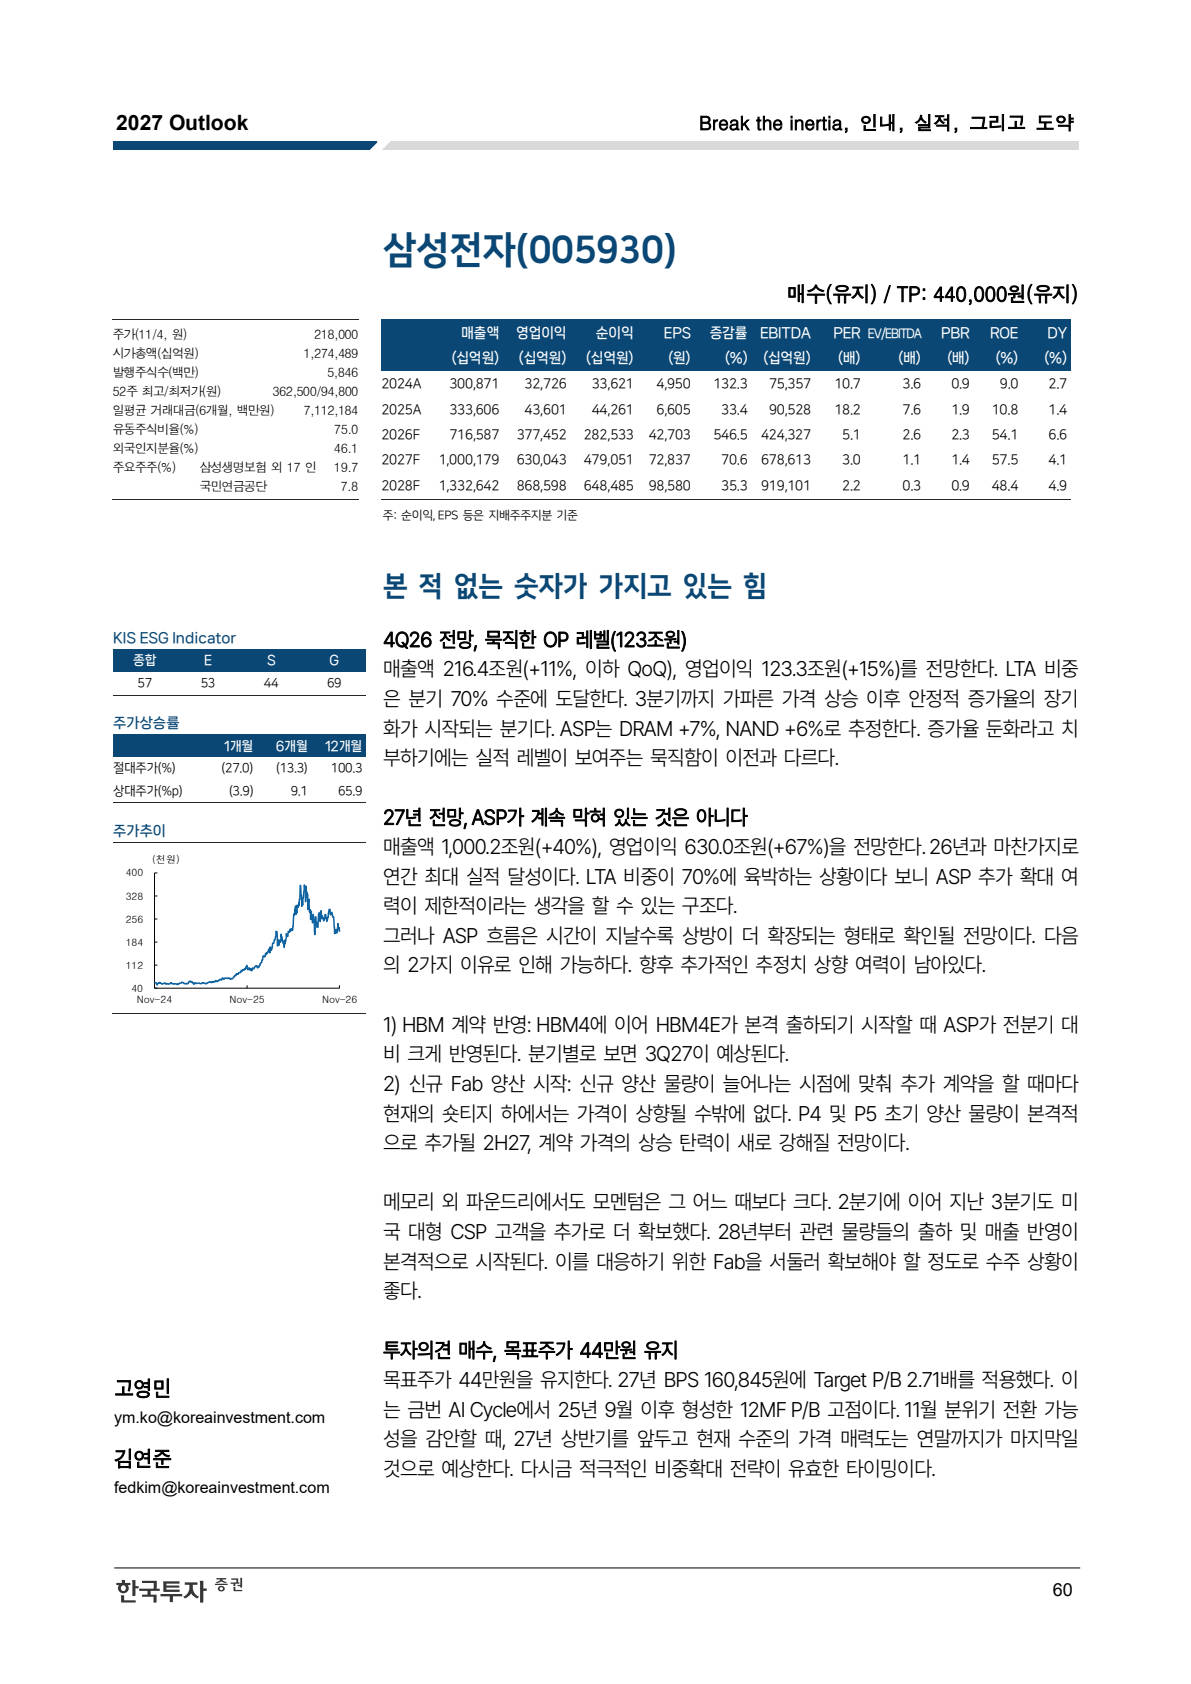 2027 Outlook
Break the inertia, 인내, 실적, 그리고 도약
삼성전자(005930)
매수(유지) / TP: 440,000원(유지)
주가(11/4, 원) 218,000
시가총액(십억원) 1,274,489
발행주식수(백만) 5,846
52주 최고/최저가(원) 362,500/94,800
일평균 거래대금(6개월, 백만원) 7,112,184
유동주식비율(%) 75.0
외국인지분율(%) 46.1
주요주주(%) 삼성생명보험 외 17 인 19.7
국민연금공단 7.8
매출액 영업이익 순이익 EPS 증감률 EBITDA PER EV/EBITDA PBR ROE DY
(십억원) (십억원) (십억원) (원) (%) (십억원) (배) (배) (배) (%) (%)
2024A 300,871 32,726 33,621 4,950 132.3 75,357 10.7 3.6 0.9 9.0 2.7
2025A 333,606 43,601 44,261 6,605 33.4 90,528 18.2 7.6 1.9 10.8 1.4
2026F 716,587 377,452 282,533 42,703 546.5 424,327 5.1 2.6 2.3 54.1 6.6
2027F 1,000,179 630,043 479,051 72,837 70.6 678,613 3.0 1.1 1.4 57.5 4.1
2028F 1,332,642 868,598 648,485 98,580 35.3 919,101 2.2 0.3 0.9 48.4 4.9
주: 순이익, EPS 등은 지배주주지분 기준
본 적 없는 숫자가 가지고 있는 힘
KIS ESG Indicator
종합 E S G
57 53 44 69
주가상승률
1개월 6개월 12개월
절대주가(%) (27.0) (13.3) 100.3
상대주가(%p) (3.9) 9.1 65.9
주가추이
(천원)
400
328
256
184
112
40
Nov-24 Nov-25 Nov-26
4Q26 전망, 묵직한 OP 레벨(123조원)
매출액 216.4조원(+11%, 이하 QoQ), 영업이익 123.3조원(+15%)를 전망한다. LTA 비중
은 분기 70% 수준에 도달한다. 3분기까지 가파른 가격 상승 이후 안정적 증가율의 장기
화가 시작되는 분기다. ASP는 DRAM +7%, NAND +6%로 추정한다. 증가율 둔화라고 치
부하기에는 실적 레벨이 보여주는 묵직함이 이전과 다르다.
27년 전망, ASP가 계속 막혀 있는 것은 아니다
매출액 1,000.2조원(+40%), 영업이익 630.0조원(+67%)을 전망한다. 26년과 마찬가지로
연간 최대 실적 달성이다. LTA 비중이 70%에 육박하는 상황이다 보니 ASP 추가 확대 여
력이 제한적이라는 생각을 할 수 있는 구조다.
그러나 ASP 흐름은 시간이 지날수록 상방이 더 확장되는 형태로 확인될 전망이다. 다음
의 2가지 이유로 인해 가능하다. 향후 추가적인 추정치 상향 여력이 남아있다.
1) HBM 계약 반영: HBM4에 이어 HBM4E가 본격 출하되기 시작할 때 ASP가 전분기 대
비 크게 반영된다. 분기별로 보면 3Q27이 예상된다.
2) 신규 Fab 양산 시작: 신규 양산 물량이 늘어나는 시점에 맞춰 추가 계약을 할 때마다
현재의 숏티지 하에서는 가격이 상향될 수밖에 없다. P4 및 P5 초기 양산 물량이 본격적
으로 추가될 2H27, 계약 가격의 상승 탄력이 새로 강해질 전망이다.
메모리 외 파운드리에서도 모멘텀은 그 어느 때보다 크다. 2분기에 이어 지난 3분기도 미
국 대형 CSP 고객을 추가로 더 확보했다. 28년부터 관련 물량들의 출하 및 매출 반영이
본격적으로 시작된다. 이를 대응하기 위한 Fab을 서둘러 확보해야 할 정도로 수주 상황이
좋다.
투자의견 매수, 목표주가 44만원 유지
목표주가 44만원을 유지한다. 27년 BPS 160,845원에 Target P/B 2.71배를 적용했다. 이
는 금번 AI Cycle에서 25년 9월 이후 형성한 12MF P/B 고점이다. 11월 분위기 전환 가능
성을 감안할 때, 27년 상반기를 앞두고 현재 수준의 가격 매력도는 연말까지가 마지막일
것으로 예상한다. 다시금 적극적인 비중확대 전략이 유효한 타이밍이다.
고영민
ym.ko@koreainvestment.com
김연준
fedkim@koreainvestment.com
한국투자 증권
60